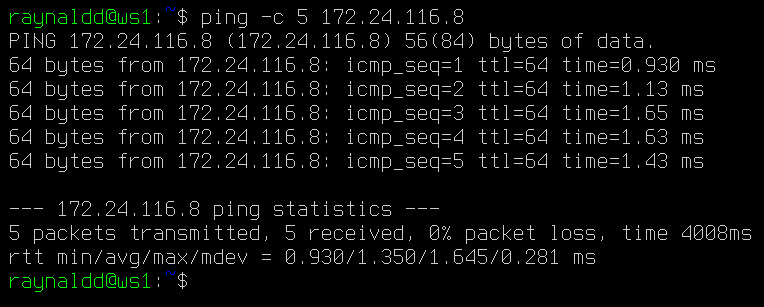 raynaldd@ws1:~$ ping -c 5 172.24.116.8
PING 172.24.116.8 (172.24.116.8) 56(84) bytes of data.
64 bytes from 172.24.116.8: icmp_seq=1 ttl=64 time=0.930 ms
64 bytes from 172.24.116.8: icmp_seq=2 ttl=64 time=1.13 ms
64 bytes from 172.24.116.8: icmp_seq=3 ttl=64 time=1.65 ms
64 bytes from 172.24.116.8: icmp_seq=4 ttl=64 time=1.63 ms
64 bytes from 172.24.116.8: icmp_seq=5 ttl=64 time=1.43 ms
--- 172.24.116.8 ping statistics ---
5 packets transmitted, 5 received, 0% packet loss, time 4008ms
rtt min/avg/max/mdev = 0.930/1.350/1.645/0.281 ms
raynaldd@ws1:~$